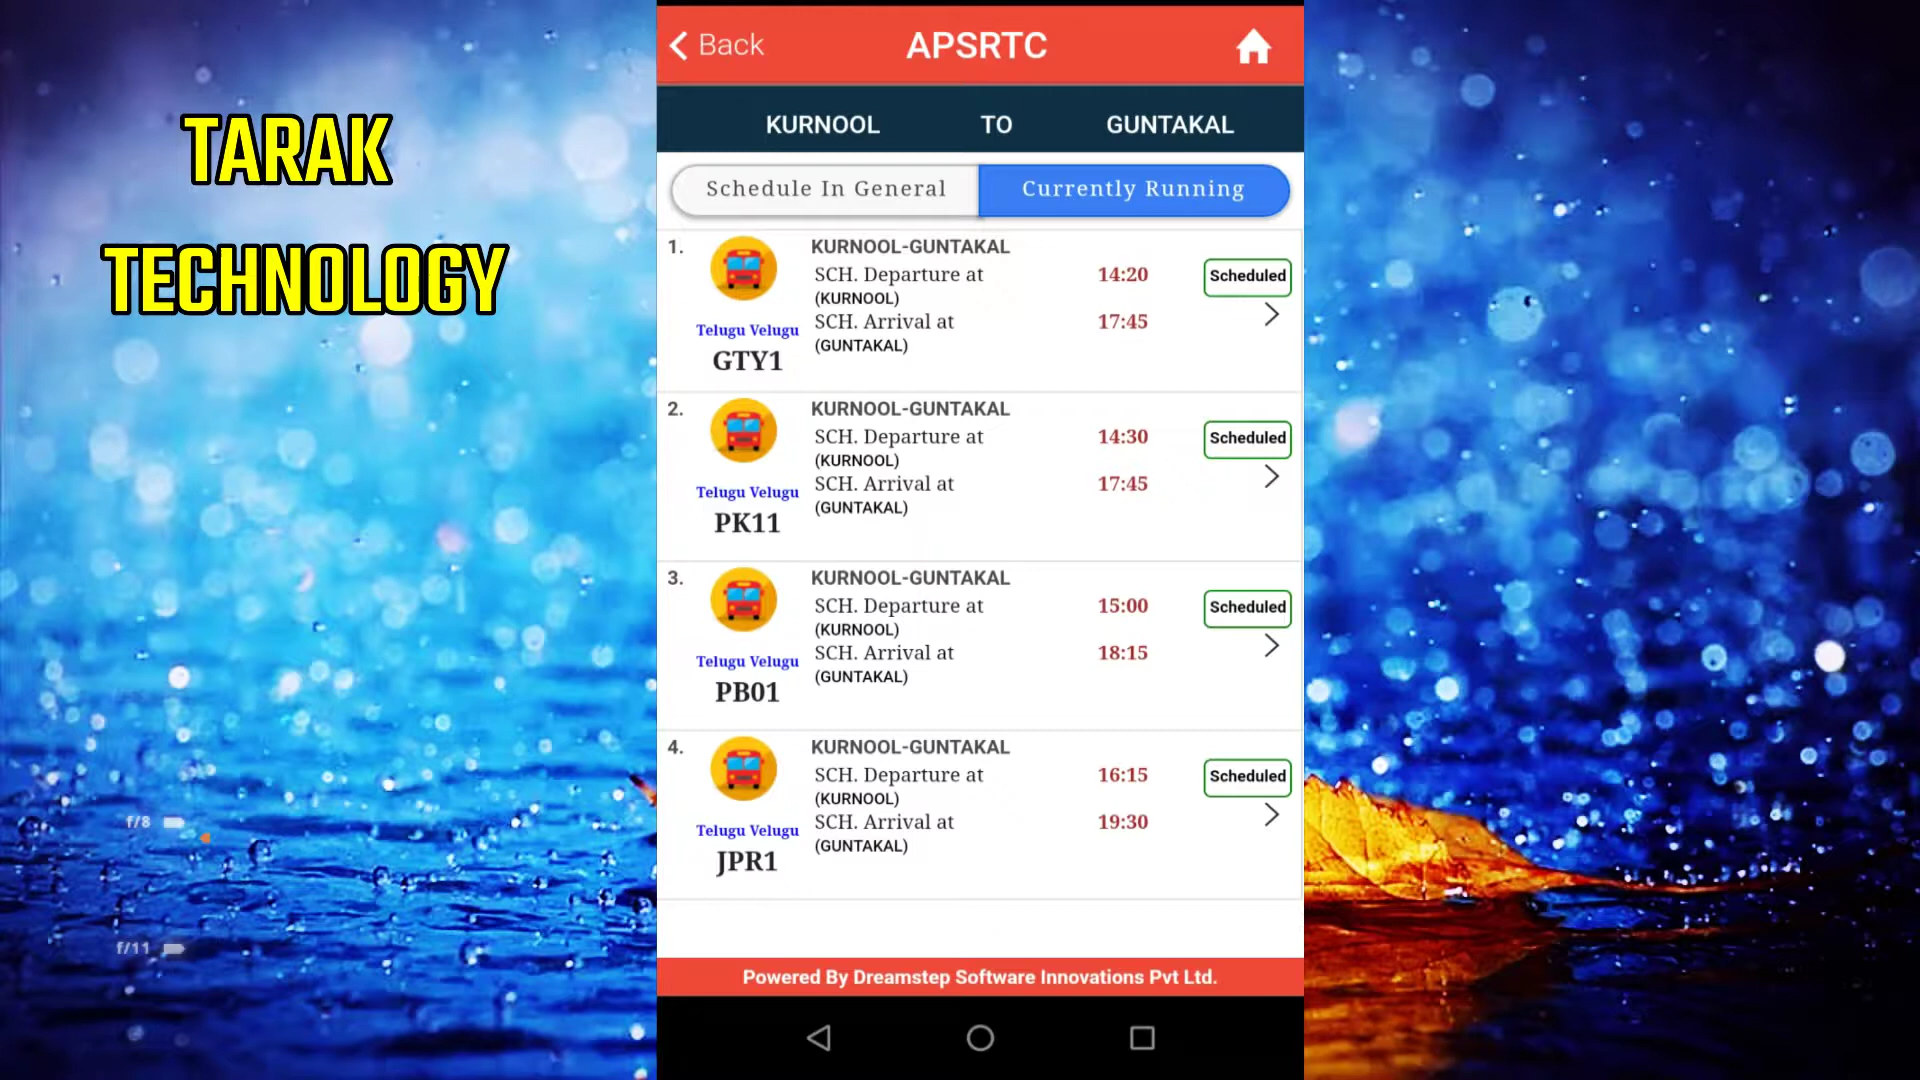 TARAK
TECHNOLOGY
Back
APSRTC
KURNOOL TO GUNTAKAL
Schedule In General
Currently Running
1.
KURNOOL-GUNTAKAL
SCH. Departure at 14:20
(KURNOOL)
SCH. Arrival at 17:45
(GUNTAKAL)
Scheduled
Telugu Velugu
GTY1
2.
KURNOOL-GUNTAKAL
SCH. Departure at 14:30
(KURNOOL)
SCH. Arrival at 17:45
(GUNTAKAL)
Scheduled
Telugu Velugu
PK11
3.
KURNOOL-GUNTAKAL
SCH. Departure at 15:00
(KURNOOL)
SCH. Arrival at 18:15
(GUNTAKAL)
Scheduled
Telugu Velugu
PB01
4.
KURNOOL-GUNTAKAL
SCH. Departure at 16:15
(KURNOOL)
SCH. Arrival at 19:30
(GUNTAKAL)
Scheduled
Telugu Velugu
JPR1
Powered By Dreamstep Software Innovations Pvt Ltd.
f/8
f/11